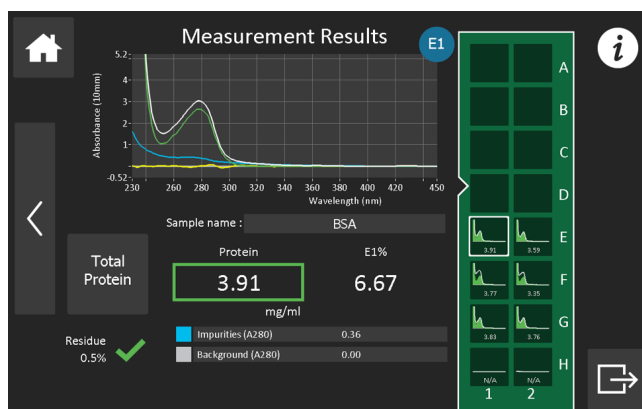 Measurement Results
E1
i
5.2
4
3
2
1
-0.52
Absorbance (10mm)
230 260 280 300 320 340 360 380 400 420 450
Wavelength (nm)
Sample name : BSA
Total
Protein
Protein E1%
3.91 6.67
mg/ml
Impurities (A280) 0.36
Background (A280) 0.00
Residue
0.5%
A
B
C
D
E
3.91 3.59
F
3.77 3.35
G
3.83 3.76
H
N/A N/A
1 2